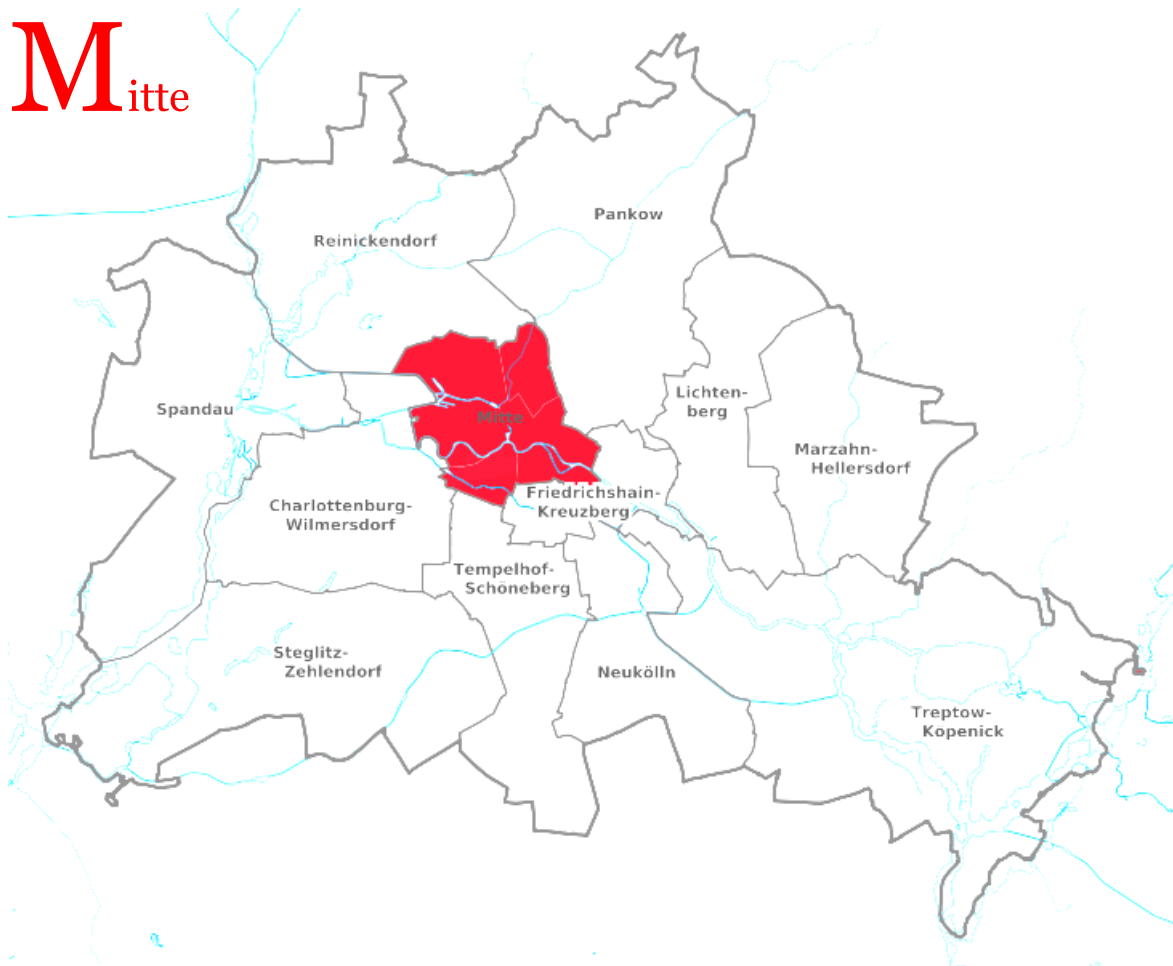 Mitte
Pankow
Reinickendorf
Lichten-
berg
Spandau
Mitte
Marzahn-
Hellersdorf
Friedrichshain-
Kreuzberg
Charlottenburg-
Wilmersdorf
Tempelhof-
Schöneberg
Steglitz-
Zehlendorf
Neukölln
Treptow-
Kopenick